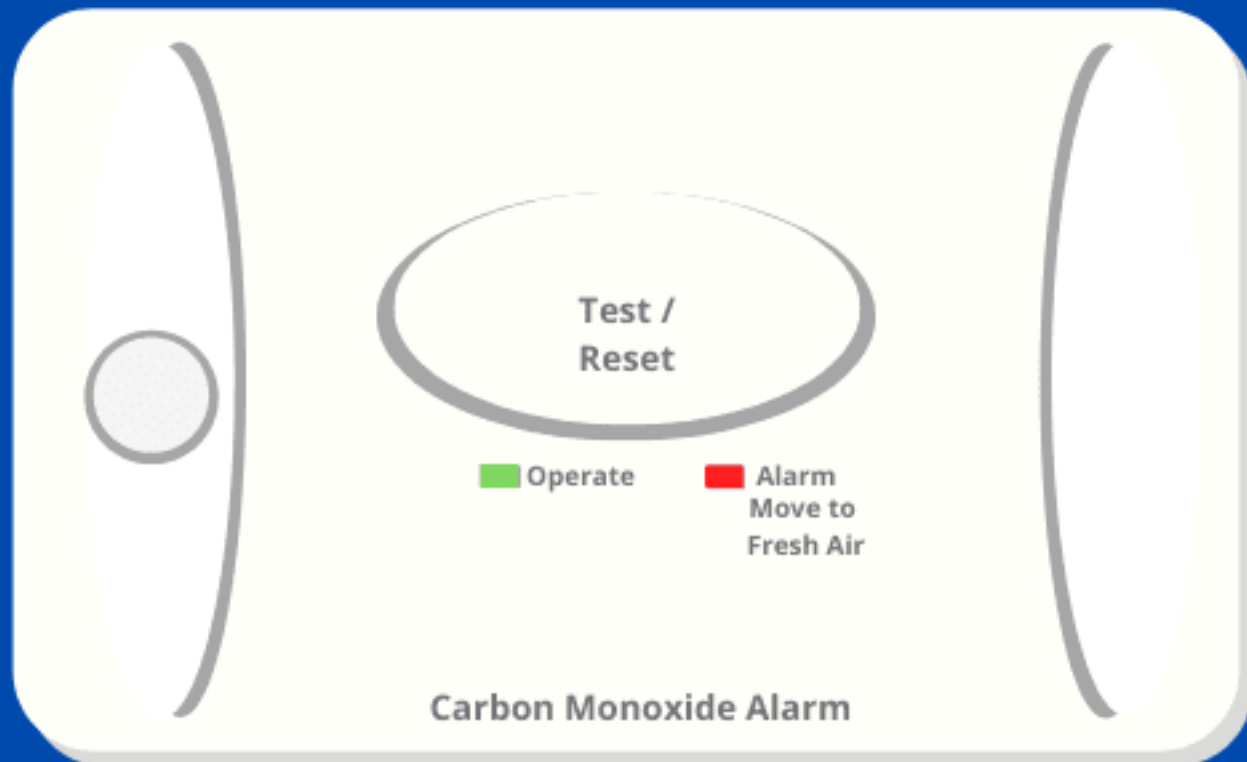 Test /
Reset
Operate
Alarm
Move to
Fresh Air
Carbon Monoxide Alarm